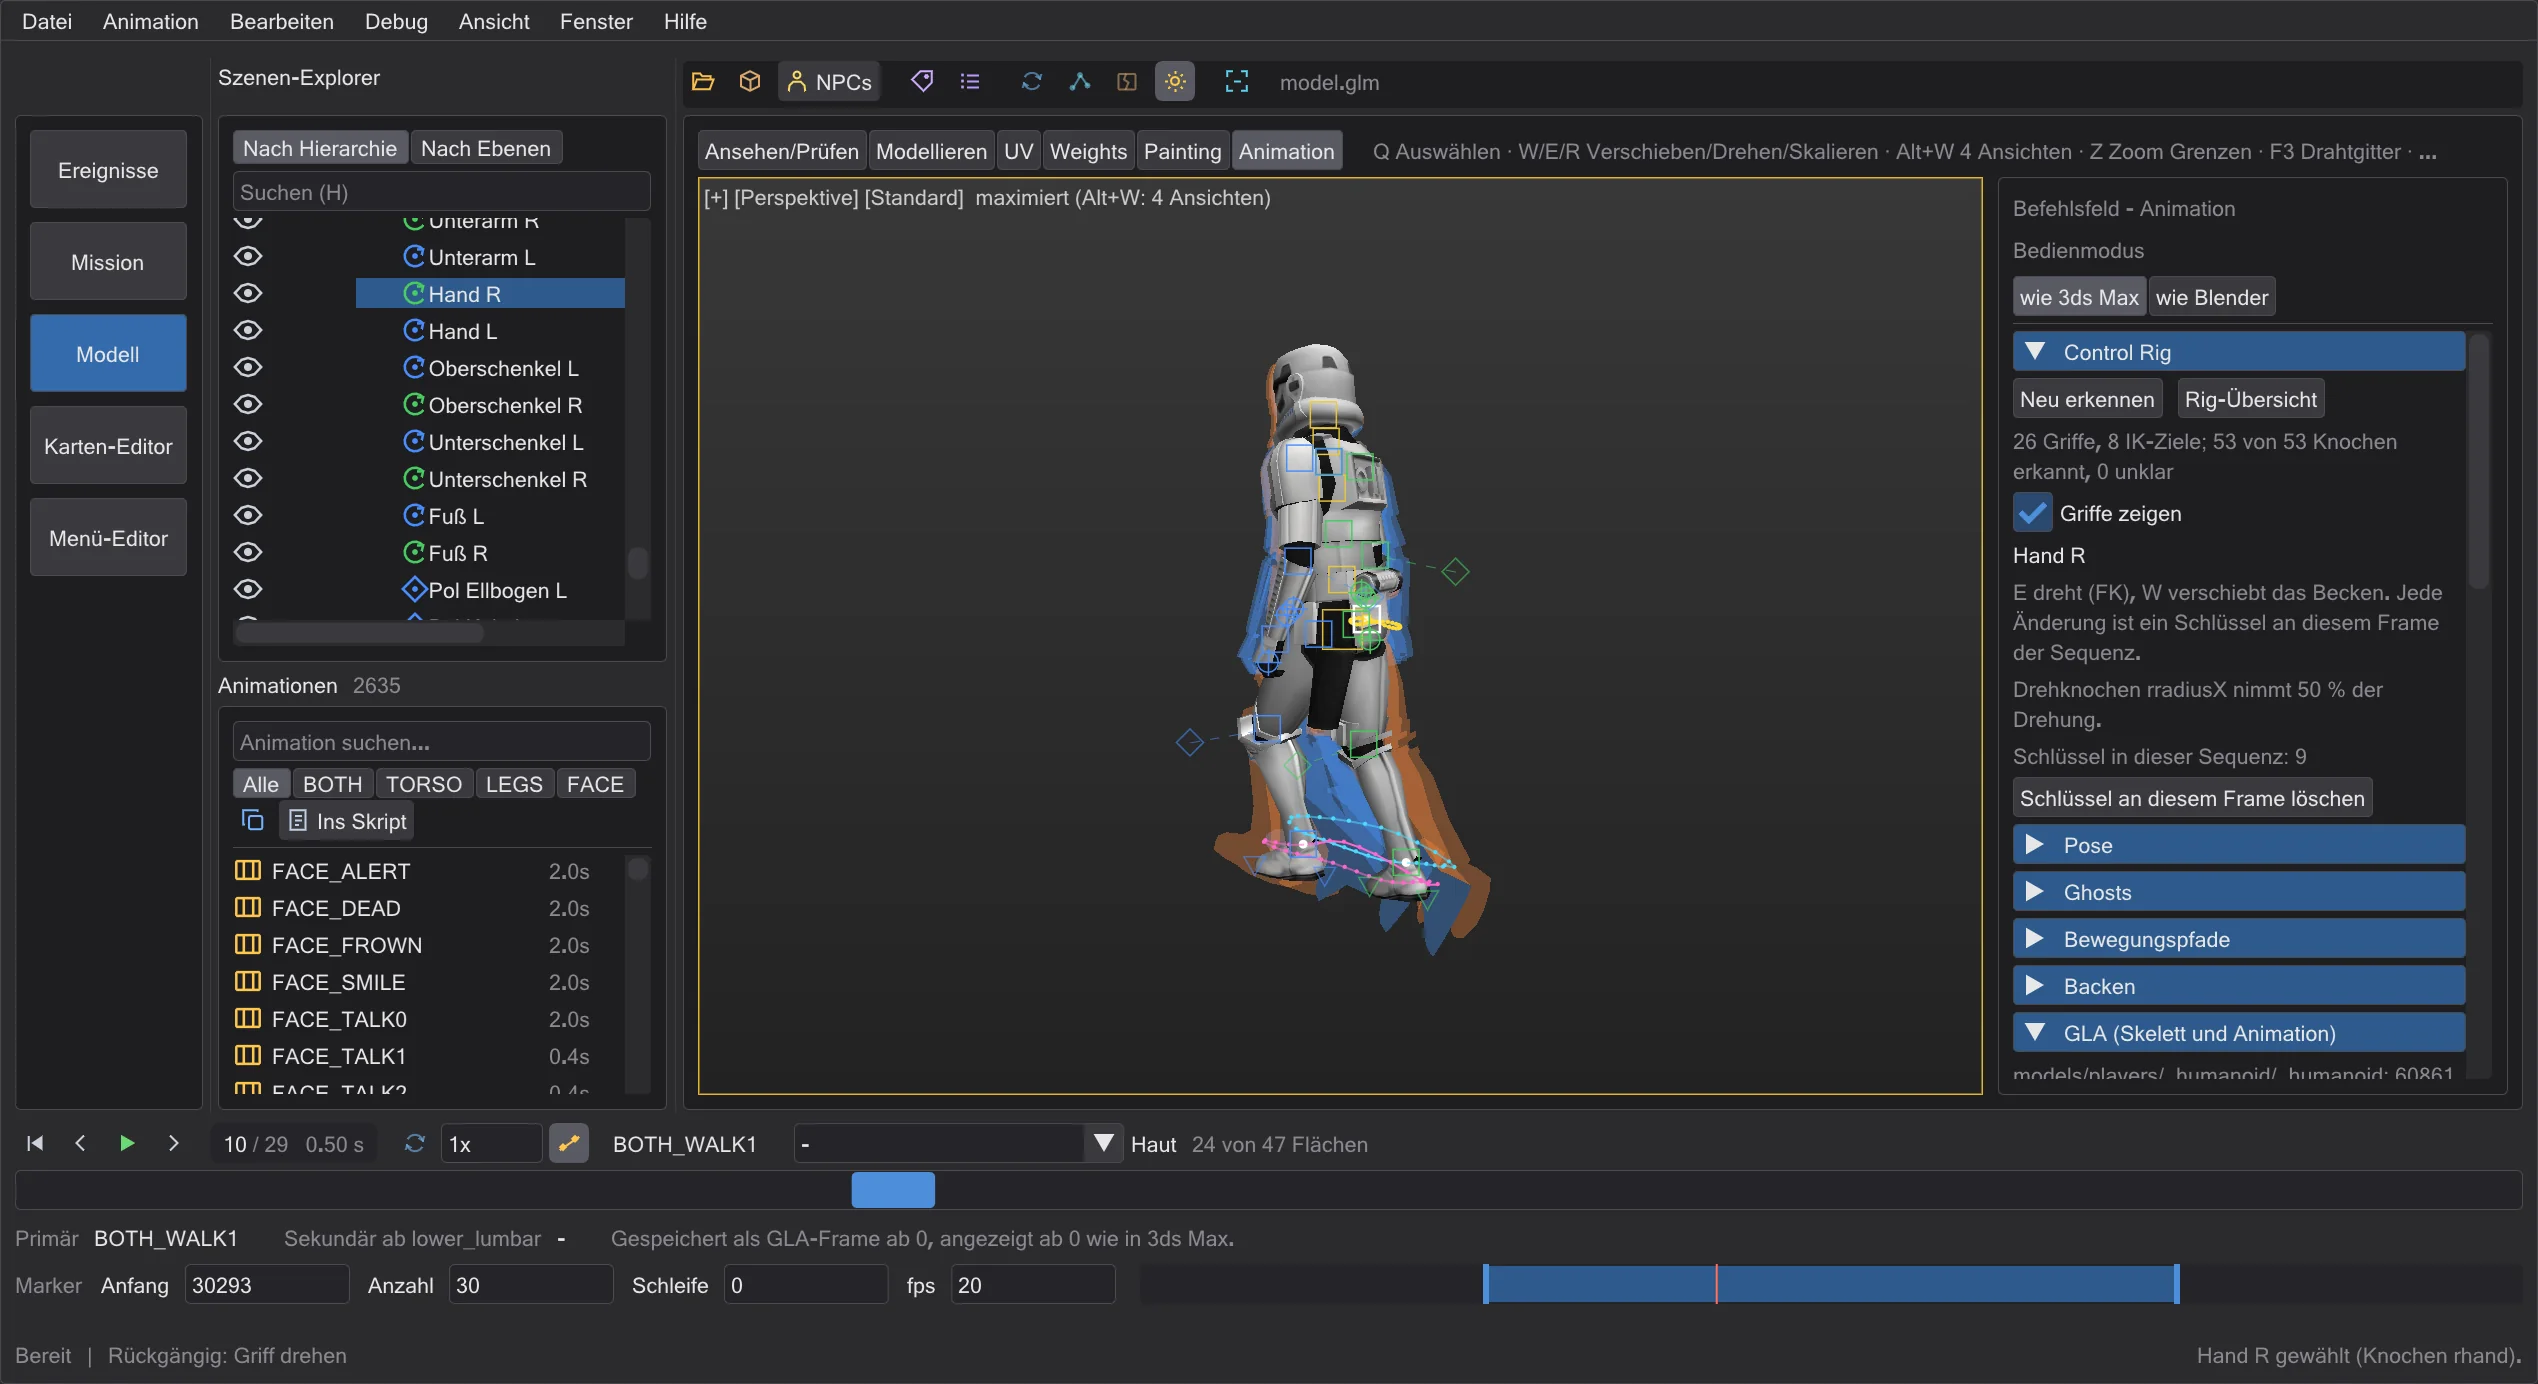 Datei Animation Bearbeiten Debug Ansicht Fenster Hilfe
Szenen-Explorer
NPCs
model.glm
Ereignisse
Mission
Modell
Karten-Editor
Menü-Editor
Nach Hierarchie Nach Ebenen
Suchen (H)
Unterarm R
Unterarm L
Hand R
Hand L
Oberschenkel L
Oberschenkel R
Unterschenkel L
Unterschenkel R
Fuß L
Fuß R
Pol Ellbogen L
Animationen 2635
Animation suchen...
Alle BOTH TORSO LEGS FACE
Ins Skript
FACE_ALERT 2.0s
FACE_DEAD 2.0s
FACE_FROWN 2.0s
FACE_SMILE 2.0s
FACE_TALK0 2.0s
FACE_TALK1 0.4s
FACE_TALK2 0.4s
Ansehen/Prüfen Modellieren UV Weights Painting Animation
Q Auswählen · W/E/R Verschieben/Drehen/Skalieren · Alt+W 4 Ansichten · Z Zoom Grenzen · F3 Drahtgitter · ...
[+] [Perspektive] [Standard] maximiert (Alt+W: 4 Ansichten)
Befehlsfeld - Animation
Bedienmodus
wie 3ds Max wie Blender
Control Rig
Neu erkennen Rig-Übersicht
26 Griffe, 8 IK-Ziele; 53 von 53 Knochen
erkannt, 0 unklar
Griffe zeigen
Hand R
E dreht (FK), W verschiebt das Becken. Jede
Änderung ist ein Schlüssel an diesem Frame
der Sequenz.
Drehknochen rradiusX nimmt 50 % der
Drehung.
Schlüssel in dieser Sequenz: 9
Schlüssel an diesem Frame löschen
Pose
Ghosts
Bewegungspfade
Backen
GLA (Skelett und Animation)
models/players/_humanoid/_humanoid: 60861
10 / 29 0.50 s 1x BOTH_WALK1 - Haut 24 von 47 Flächen
Primär BOTH_WALK1 Sekundär ab lower_lumbar - Gespeichert als GLA-Frame ab 0, angezeigt ab 0 wie in 3ds Max.
Marker Anfang 30293 Anzahl 30 Schleife 0 fps 20
Bereit | Rückgängig: Griff drehen
Hand R gewählt (Knochen rhand).